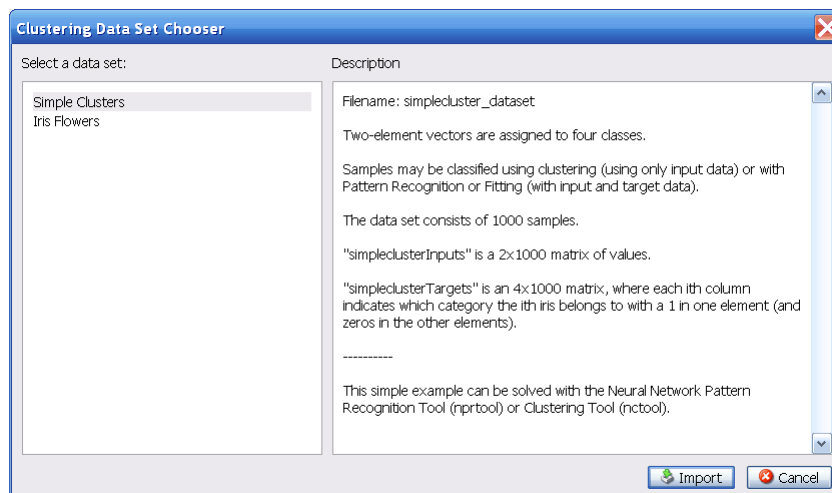 Clustering Data Set Chooser
Select a data set:
Description
Simple Clusters
Iris Flowers
Filename: simplecluster_dataset
Two-element vectors are assigned to four classes.
Samples may be classified using clustering (using only input data) or with
Pattern Recognition or Fitting (with input and target data).
The data set consists of 1000 samples.
"simpleclusterInputs" is a 2x1000 matrix of values.
"simpleclusterTargets" is an 4x1000 matrix, where each ith column
indicates which category the ith iris belongs to with a 1 in one element (and
zeros in the other elements).
----------
This simple example can be solved with the Neural Network Pattern
Recognition Tool (nprtool) or Clustering Tool (nctool).
Import
Cancel